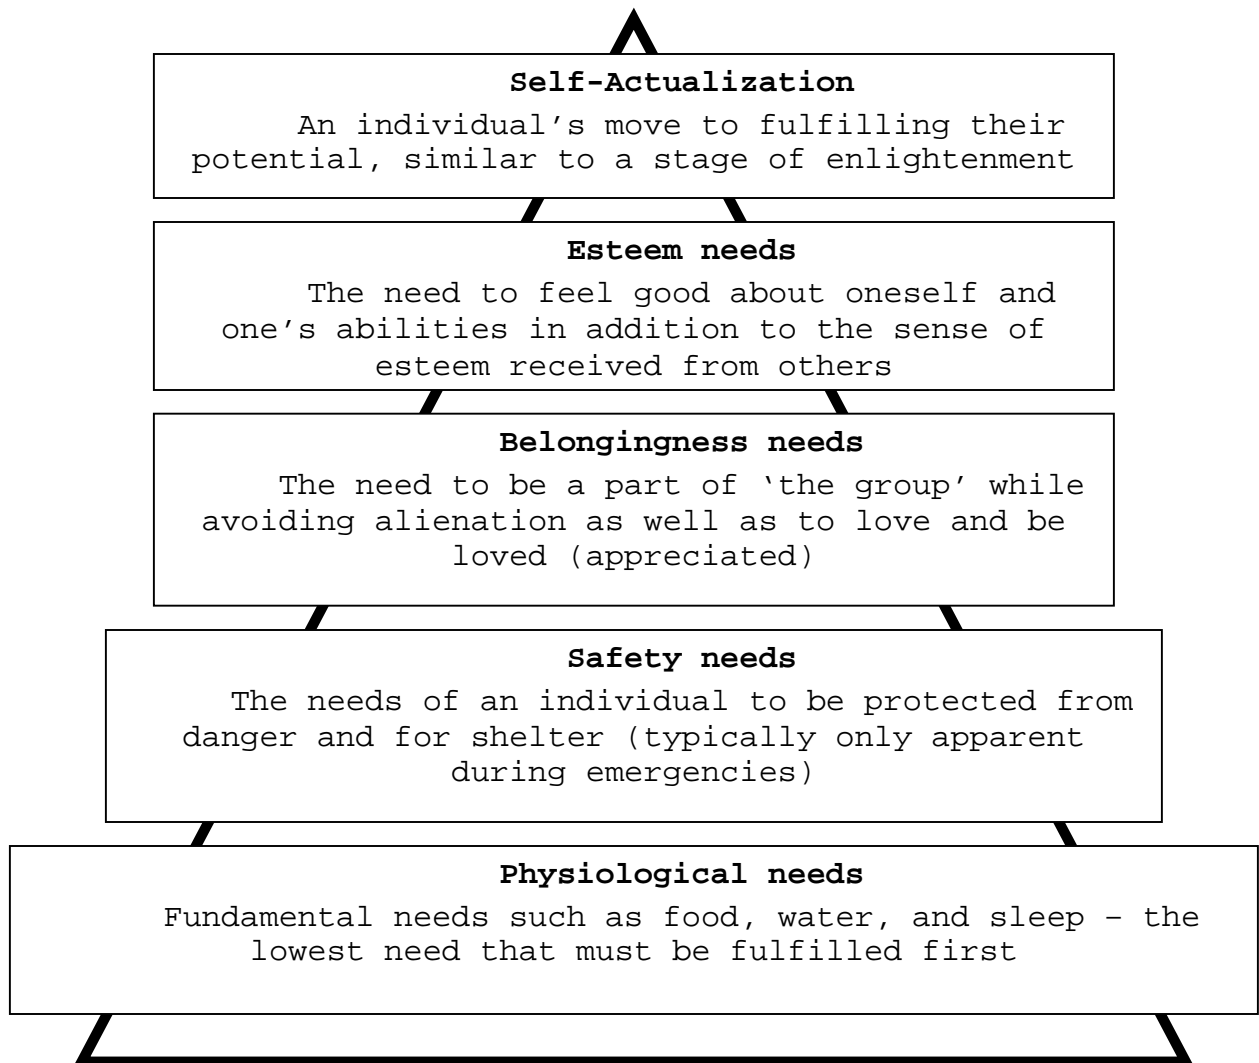 Self-Actualization
An individual’s move to fulfilling their
potential, similar to a stage of enlightenment
Esteem needs
The need to feel good about oneself and
one’s abilities in addition to the sense of
esteem received from others
Belongingness needs
The need to be a part of ‘the group’ while
avoiding alienation as well as to love and be
loved (appreciated)
Safety needs
The needs of an individual to be protected from
danger and for shelter (typically only apparent
during emergencies)
Physiological needs
Fundamental needs such as food, water, and sleep – the
lowest need that must be fulfilled first